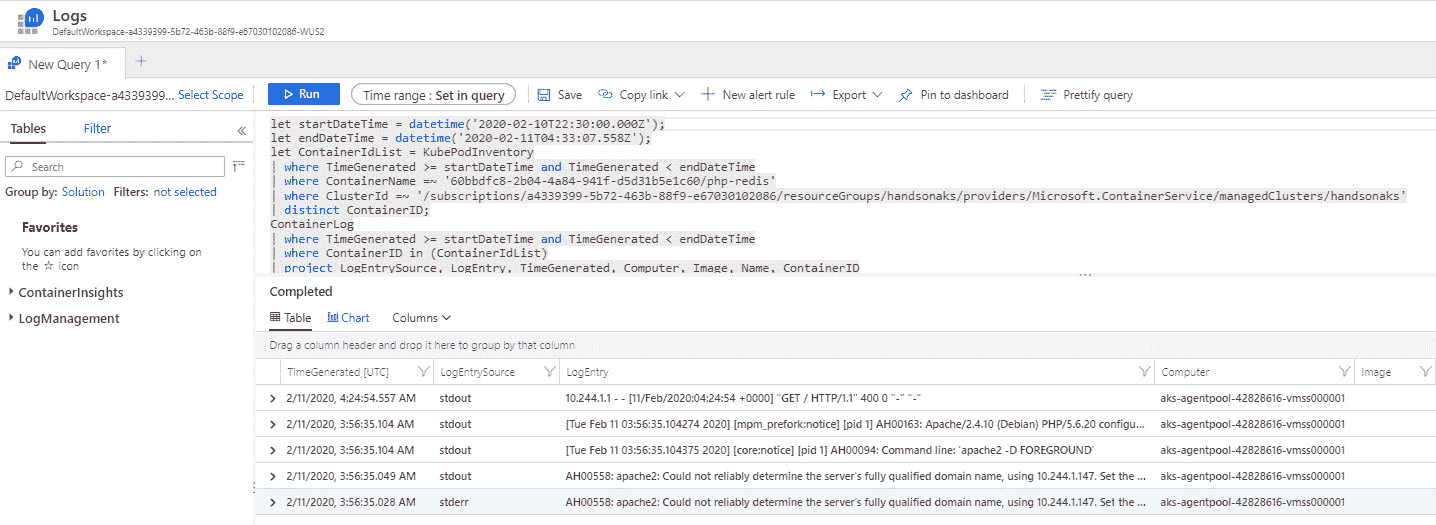 Logs
DefaultWorkspace-a4339399-5b72-463b-88f9-e67030102086-WUS2
New Query 1*
DefaultWorkspace-a4339399... Select Scope
Run
Time range : Set in query
Save
Copy link
New alert rule
Export
Pin to dashboard
Prettify query
Tables
Filter
Search
Group by: Solution Filters: not selected
Favorites
You can add favorites by clicking on
the ☆ icon
ContainerInsights
LogManagement
let startDateTime = datetime('2020-02-10T22:30:00.000Z');
let endDateTime = datetime('2020-02-11T04:33:07.558Z');
let ContainerIdList = KubePodInventory
| where TimeGenerated >= startDateTime and TimeGenerated < endDateTime
| where ContainerName =~ '60bbdfc8-2b04-4a84-941f-d5d31b5e1c60/php-redis'
| where ClusterId =~ '/subscriptions/a4339399-5b72-463b-88f9-e67030102086/resourceGroups/handsonaks/providers/Microsoft.ContainerService/managedClusters/handsonaks'
| distinct ContainerID;
ContainerLog
| where TimeGenerated >= startDateTime and TimeGenerated < endDateTime
| where ContainerID in (ContainerIdList)
| project LogEntrySource, LogEntry, TimeGenerated, Computer, Image, Name, ContainerID
Completed
Table Chart Columns
Drag a column header and drop it here to group by that column
TimeGenerated [UTC] LogEntrySource LogEntry Computer Image
2/11/2020, 4:24:54.557 AM stdout 10.244.1.1 - - [11/Feb/2020:04:24:54 +0000] "GET / HTTP/1.1" 400 0 "-" "-" aks-agentpool-42828616-vmss000001
2/11/2020, 3:56:35.104 AM stdout [Tue Feb 11 03:56:35.104274 2020] [mpm_prefork:notice] [pid 1] AH00163: Apache/2.4.10 (Debian) PHP/5.6.20 configu... aks-agentpool-42828616-vmss000001
2/11/2020, 3:56:35.104 AM stdout [Tue Feb 11 03:56:35.104375 2020] [core:notice] [pid 1] AH00094: Command line: 'apache2 -D FOREGROUND' aks-agentpool-42828616-vmss000001
2/11/2020, 3:56:35.049 AM stdout AH00558: apache2: Could not reliably determine the server's fully qualified domain name, using 10.244.1.147. Set the ... aks-agentpool-42828616-vmss000001
2/11/2020, 3:56:35.028 AM stderr AH00558: apache2: Could not reliably determine the server's fully qualified domain name, using 10.244.1.147. Set the ... aks-agentpool-42828616-vmss000001